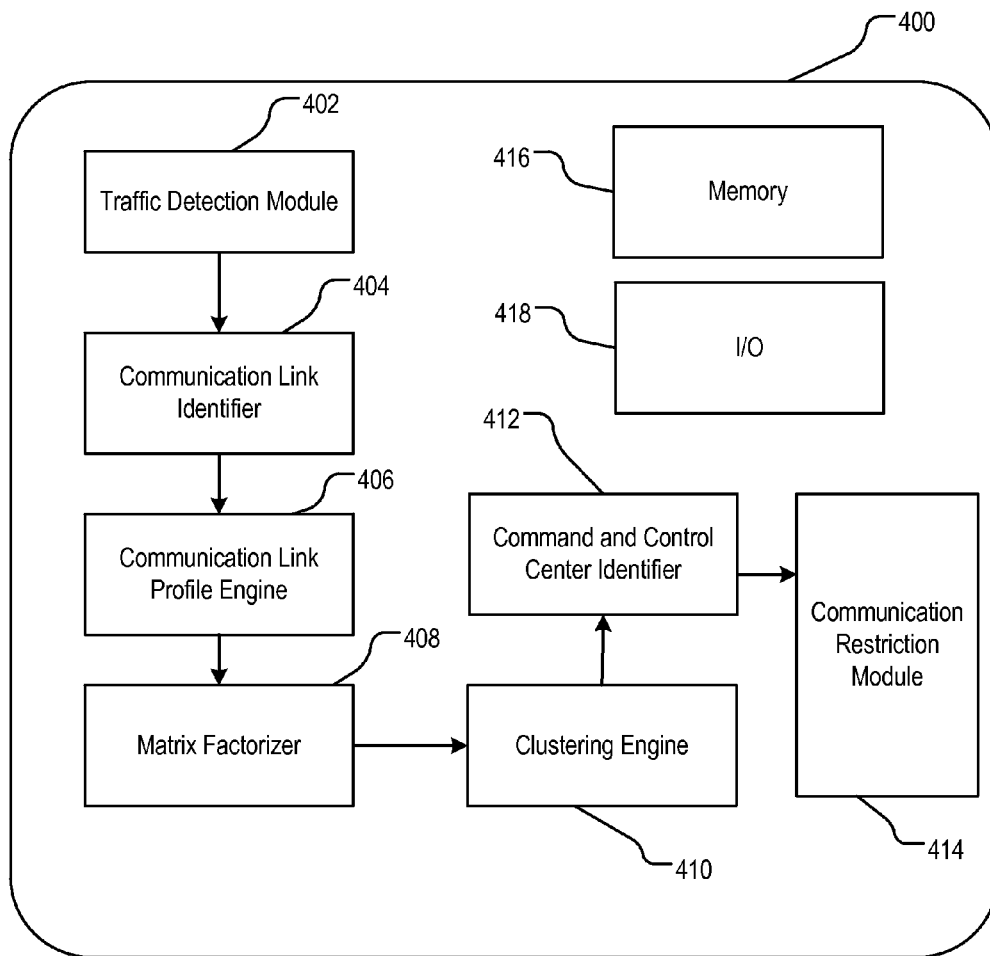 400
402
Traffic Detection Module
416
Memory
404
Communication Link
Identifier
418
I/O
406
Communication Link
Profile Engine
412
Command and Control
Center Identifier
Communication
Restriction
Module
408
Matrix Factorizer
Clustering Engine
410
414